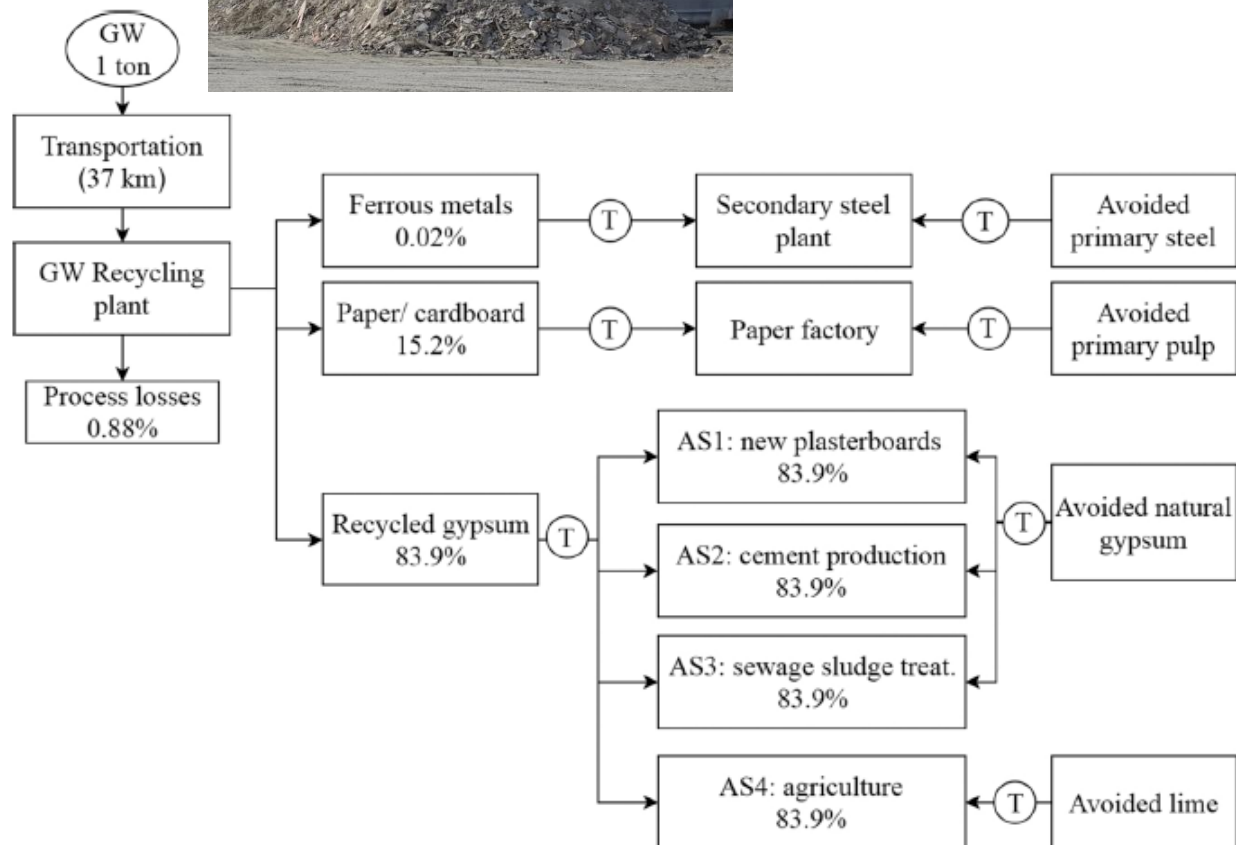 GW
1 ton
Transportation
(37 km)
GW Recycling
plant
Process losses
0.88%
Ferrous metals
0.02%
T
Secondary steel
plant
T
Avoided
primary steel
Paper/ cardboard
15.2%
T
Paper factory
T
Avoided
primary pulp
Recycled gypsum
83.9%
T
AS1: new plasterboards
83.9%
AS2: cement production
83.9%
AS3: sewage sludge treat.
83.9%
T
Avoided natural
gypsum
AS4: agriculture
83.9%
T
Avoided lime